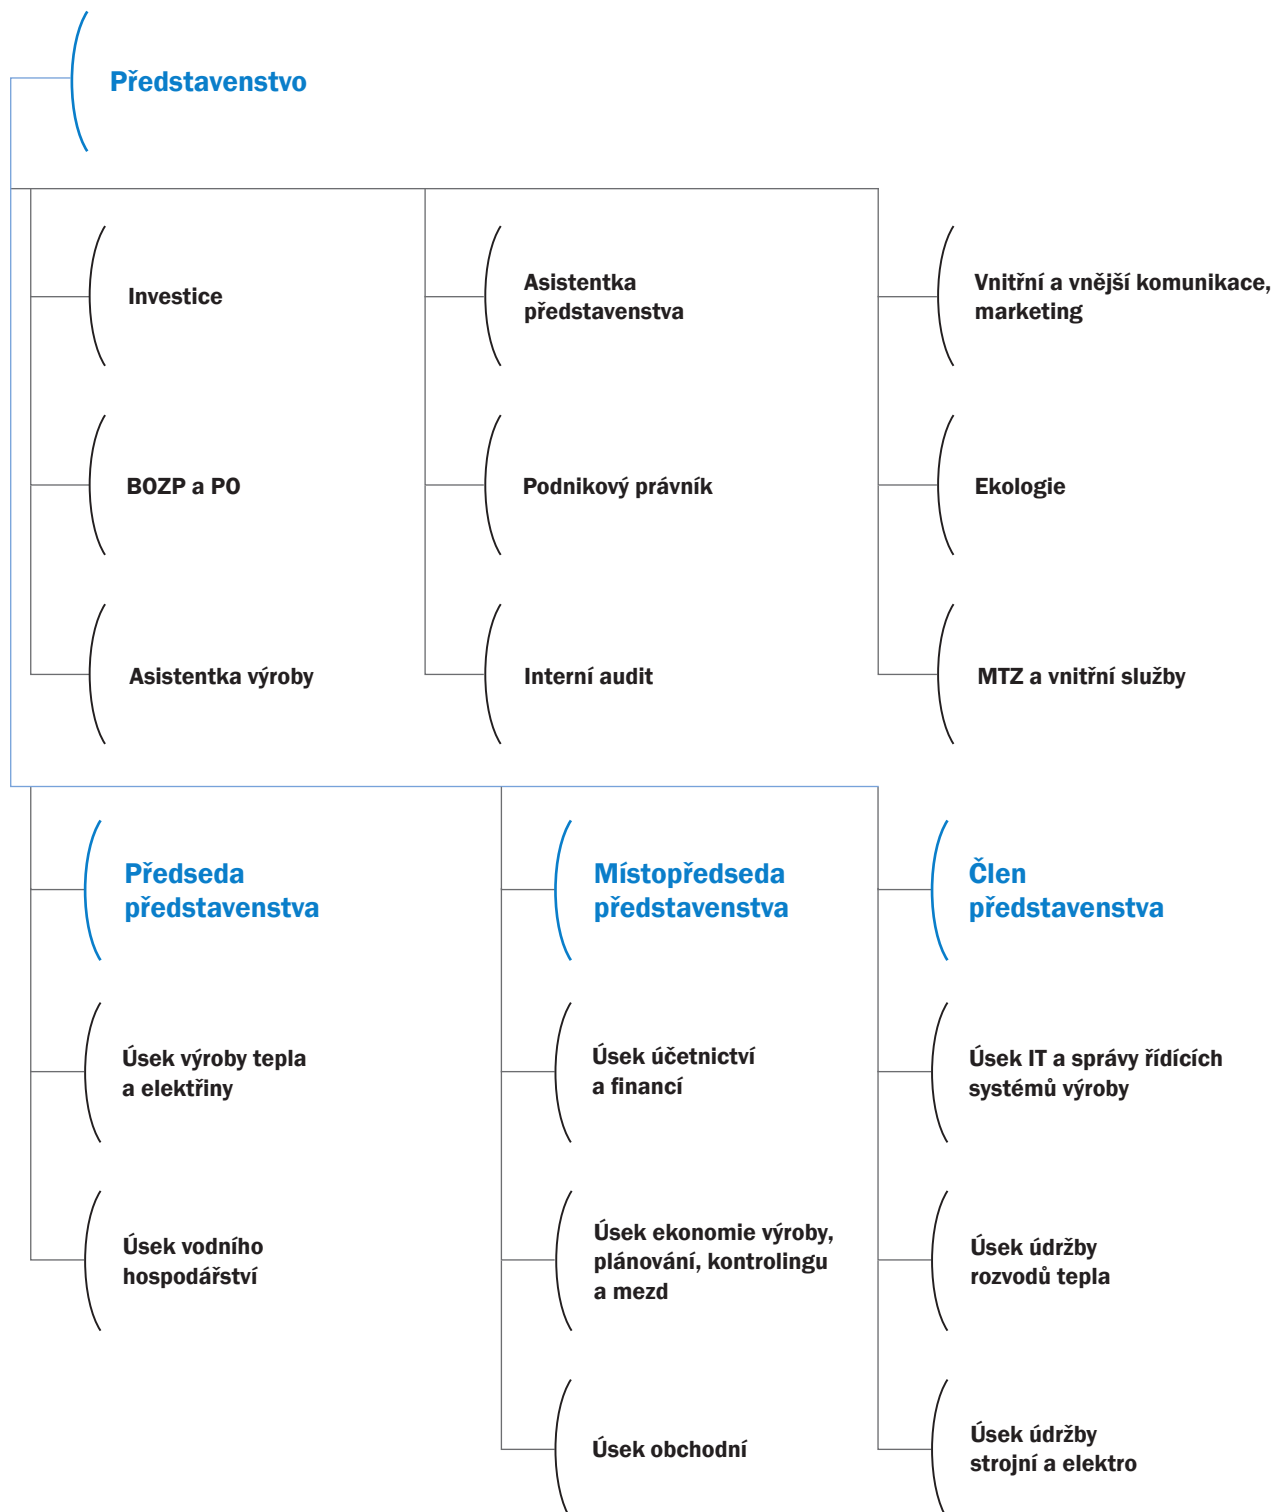 Představenstvo
Investice
Asistentka
představenstva
Vnitřní a vnější komunikace,
marketing
BOZP a PO
Podnikový právník
Ekologie
Asistentka výroby
Interní audit
MTZ a vnitřní služby
Předseda
představenstva
Místopředseda
představenstva
Člen
představenstva
Úsek výroby tepla
a elektřiny
Úsek účetnictví
a financí
Úsek IT a správy řídících
systémů výroby
Úsek vodního
hospodářství
Úsek ekonomie výroby,
plánování, kontrolingu
a mezd
Úsek údržby
rozvodů tepla
Úsek obchodní
Úsek údržby
strojní a elektro